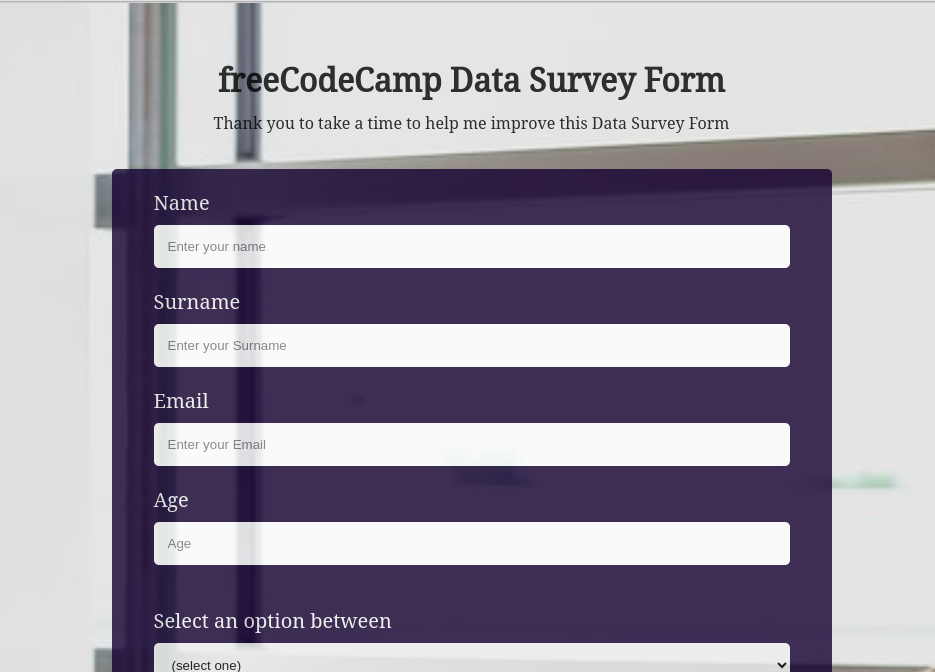 freeCodeCamp Data Survey Form
Thank you to take a time to help me improve this Data Survey Form
Name
Enter your name
Surname
Enter your Surname
Email
Enter your Email
Age
Age
Select an option between
(select one)